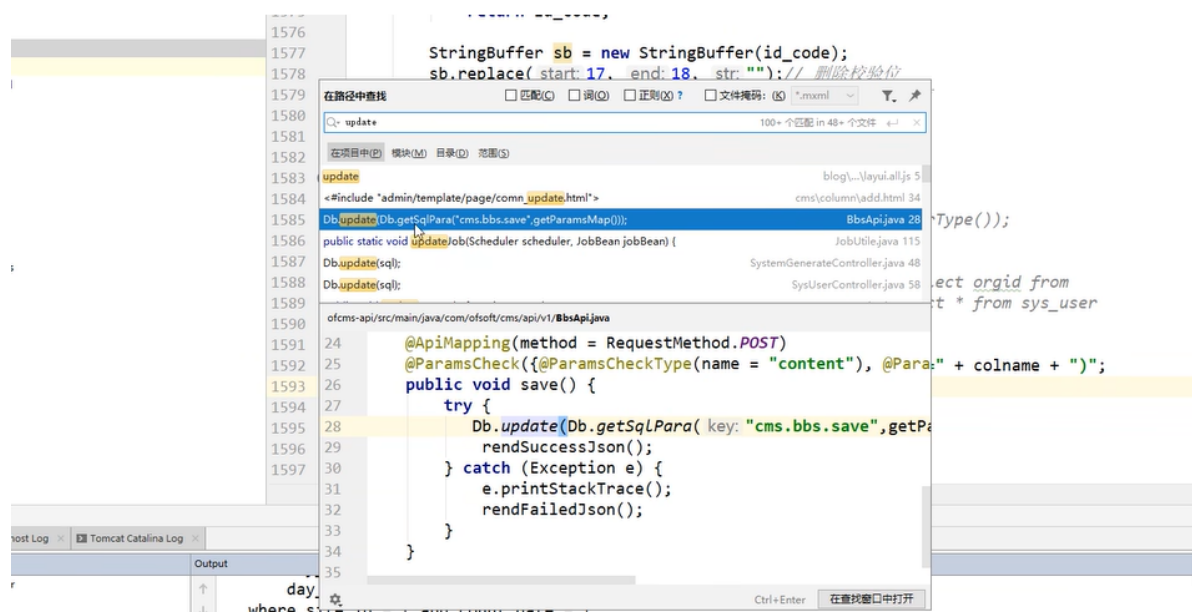 1576
1577 StringBuffer sb = new StringBuffer(id_code);
1578 sb.replace( start: 17, end: 18, str: "");// 删除校验位
1579
1580
1581
1582
1583
1584
1585 Type());
1586
1587
1588 ect orgid from
1589 t * from sys_user
1590
1591
1592 " + colname + ")";
1593
1594
1595
1596
1597
在路径中查找 匹配(C) 词(O) 正则(X) ? 文件掩码: (K) *.mxml
update 100+ 个匹配 in 48+ 个文件
在项目中(P) 模块(M) 目录(D) 范围(S)
update blog\...\layui.all.js 5
<#include "admin/template/page/comn_update.html"> cms\column\add.html 34
Db.update(Db.getSqlPara("cms.bbs.save",getParamsMap())); BbsApi.java 28
public static void updateJob(Scheduler scheduler, JobBean jobBean) { JobUtile.java 115
Db.update(sql); SystemGenerateController.java 48
Db.update(sql); SysUserController.java 58
ofcms-api/src/main/java/com/ofsoft/cms/api/v1/BbsApi.java
24 @ApiMapping(method = RequestMethod.POST)
25 @ParamsCheck({@ParamsCheckType(name = "content"), @Para
26 public void save() {
27 try {
28 Db.update(Db.getSqlPara( key: "cms.bbs.save",getPa
29 rendSuccessJson();
30 } catch (Exception e) {
31 e.printStackTrace();
32 rendFailedJson();
33 }
34 }
35
Ctrl+Enter 在查找窗口中打开
ost Log Tomcat Catalina Log
Output
day_